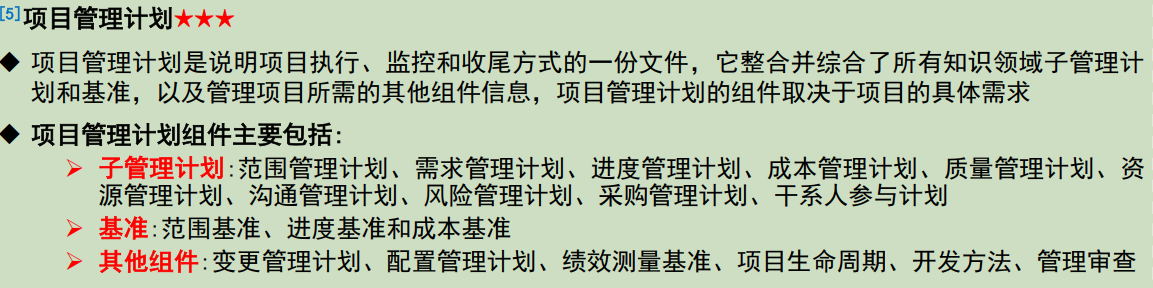 [5]项目管理计划★★★
◆ 项目管理计划是说明项目执行、监控和收尾方式的一份文件，它整合并综合了所有知识领域子管理计
划和基准，以及管理项目所需的其他组件信息，项目管理计划的组件取决于项目的具体需求
◆ 项目管理计划组件主要包括：
➢ 子管理计划：范围管理计划、需求管理计划、进度管理计划、成本管理计划、质量管理计划、资
源管理计划、沟通管理计划、风险管理计划、采购管理计划、干系人参与计划
➢ 基准：范围基准、进度基准和成本基准
➢ 其他组件：变更管理计划、配置管理计划、绩效测量基准、项目生命周期、开发方法、管理审查